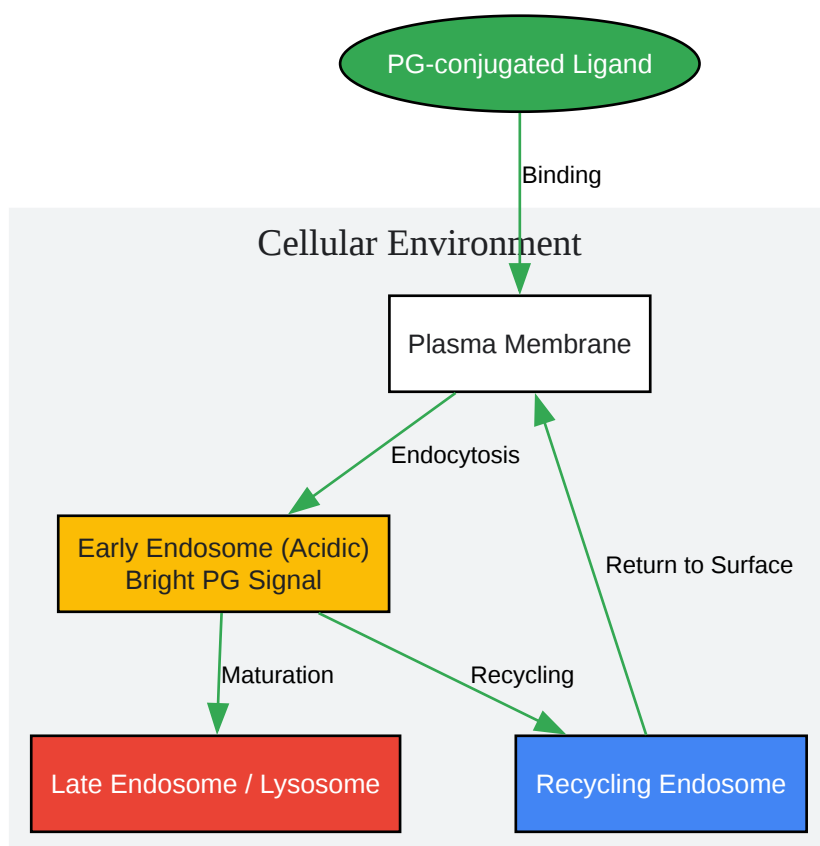 PG-conjugated Ligand
Binding
Cellular Environment
Plasma Membrane
Endocytosis
Early Endosome (Acidic)
Bright PG Signal
Return to Surface
Maturation
Recycling
Late Endosome / Lysosome
Recycling Endosome